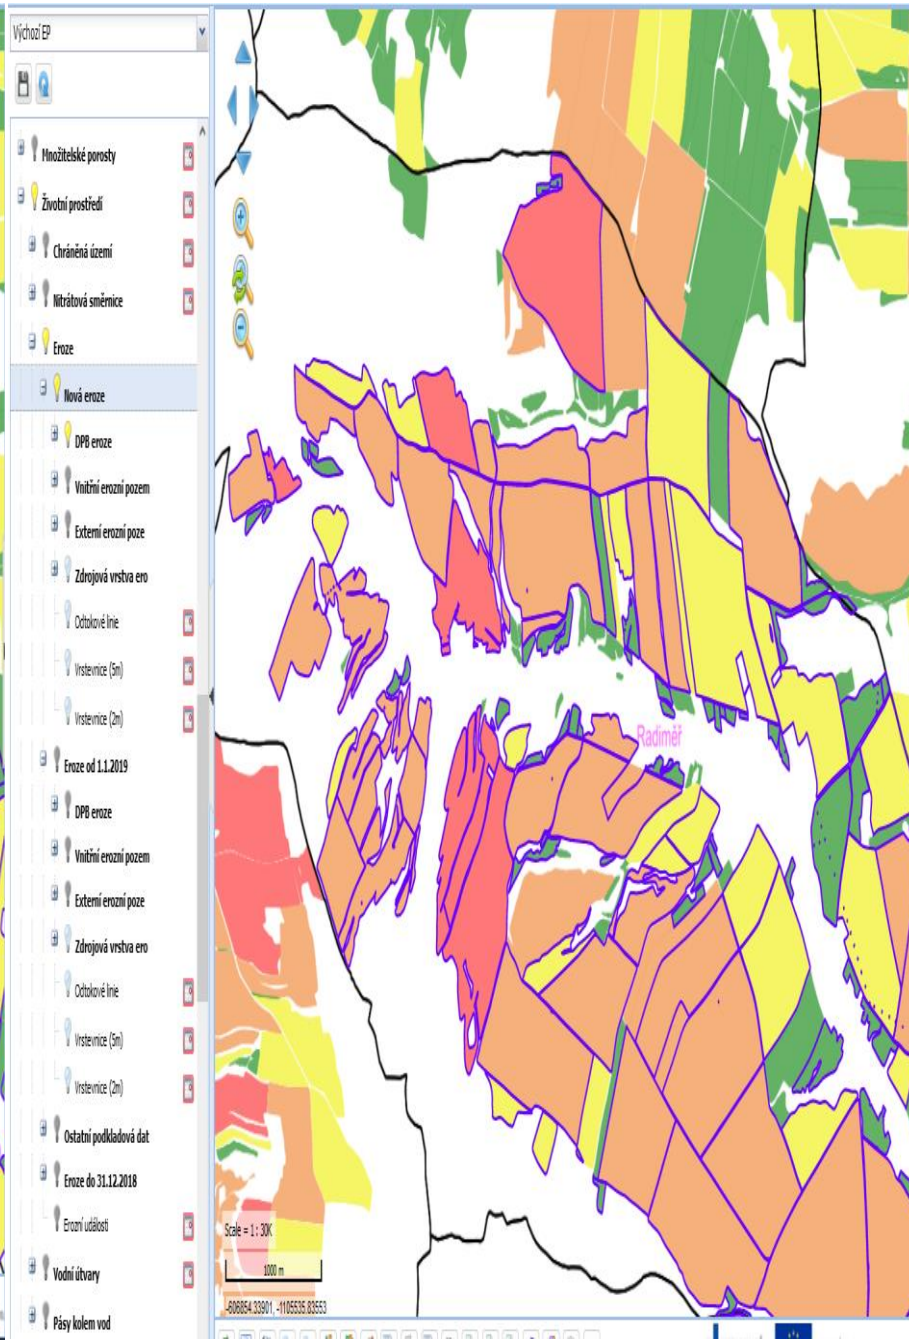 Výchozí EP
Množitelské porosty
Životní prostředí
Chráněná území
Nitrátová směrnice
Eroze
Nová eroze
DPB eroze
Vnitřní erozní pozem
Externí erozní poze
Zdrojová vrstva ero
Odtokové linie
Vrstevnice (5m)
Vrstevnice (2m)
Eroze od 1.1.2019
DPB eroze
Vnitřní erozní pozem
Externí erozní poze
Zdrojová vrstva ero
Odtokové linie
Vrstevnice (5m)
Vrstevnice (2m)
Ostatní podkladová dat
Eroze do 31.12.2018
Erozní události
Vodní útvary
Pásy kolem vod
Radiměř
Scale = 1 : 30K
1000 m
-606854.33901, -1105535.83553